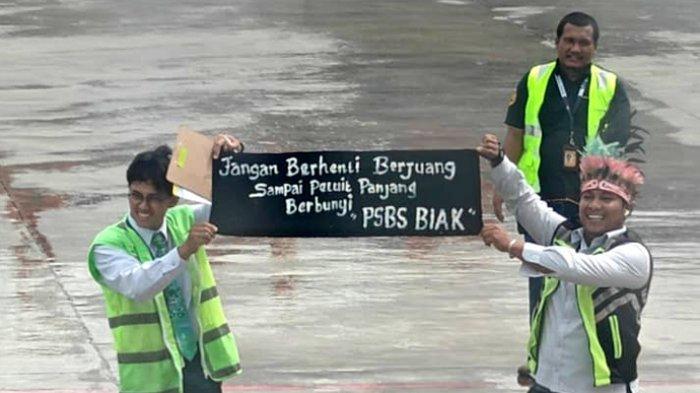 Jangan Berhenti Berjuang
Sampai Peluit Panjang
Berbunyi "PSBS BIAK"